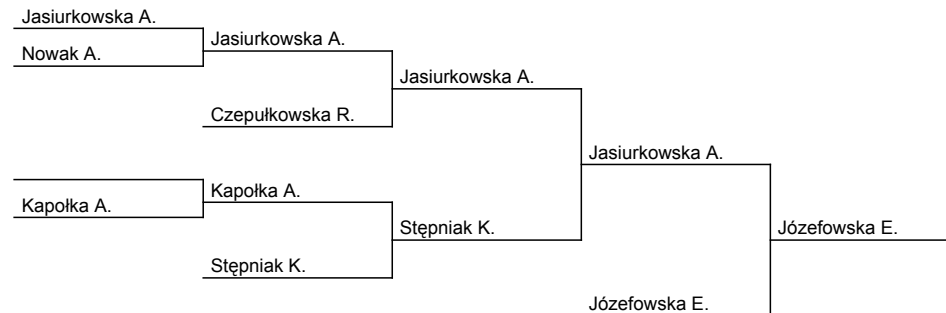 Jasiurkowska A.
Nowak A.
Jasiurkowska A.
Czepułkowska R.
Jasiurkowska A.
Kapołka A.
Kapołka A.
Stępniak K.
Stępniak K.
Jasiurkowska A.
Józefowska E.
Józefowska E.